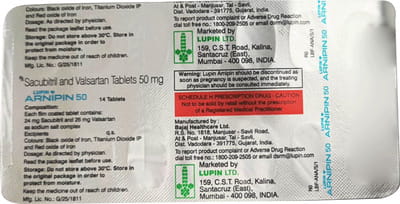 Colours: Black oxide of Iron, Titanium Dioxide IP
and Red oxide of Iron
Dosage: As directed by physician.
Read the package leaflet before use.
Storage: Do not store above 30°C. Store in
the original package in order to
protect from moisture.
Keep the medicine out of reach of children.
Mfg. Lic. No.: G/25/1811
At & Post - Manjusar, Tal - Savli,
Dist. Vadodara - 391775, Gujarat, India.
To report product complaint or Adverse Drug Reaction
dial toll free no.: 1800-209-2505 or email dsrm@lupin.com
Marketed by
LUPIN LTD.
159, C.S.T. Road, Kalina,
Santacruz (East),
Mumbai - 400 098, INDIA.
Sacubitril and Valsartan Tablets 50 mg
LUPIN
ARNIPIN 50
14 Tablets
Composition:
Each film coated tablet contains:
24 mg Sacubitril and 26 mg Valsartan
as sodium salt complex
Excipients q.s.
Colours: Black oxide of Iron, Titanium Dioxide IP
and Red oxide of Iron
Dosage: As directed by physician.
Read the package leaflet before use.
Storage: Do not store above 30°C. Store in
the original package in order to
protect from moisture.
Keep the medicine out of reach of children.
Mfg. Lic. No.: G/25/1811
Warning: Lupin Arnipin should be discontinued as
soon as pregnancy is suspected, and the treating
physician should be consulted immediately
SCHEDULE H PRESCRIPTION DRUG - CAUTION
Not to be sold by retail without the prescription
of a Registered Medical Practitioner.
Manufactured by:
Bajaj Healthcare Ltd.
R.S. No. 1818, Manjusar - Savli Road,
At & Post - Manjusar, Tal - Savli,
Dist. Vadodara - 391775, Gujarat, India.
To report product complaint or Adverse Drug Reaction
dial toll free no.: 1800-209-2505 or email dsrm@lupin.com
Marketed by
LUPIN LTD.
159, C.S.T. Road, Kalina,
Santacruz (East),
Mumbai - 400 098, INDIA.
ARNIPIN 50
ARNIPIN 50